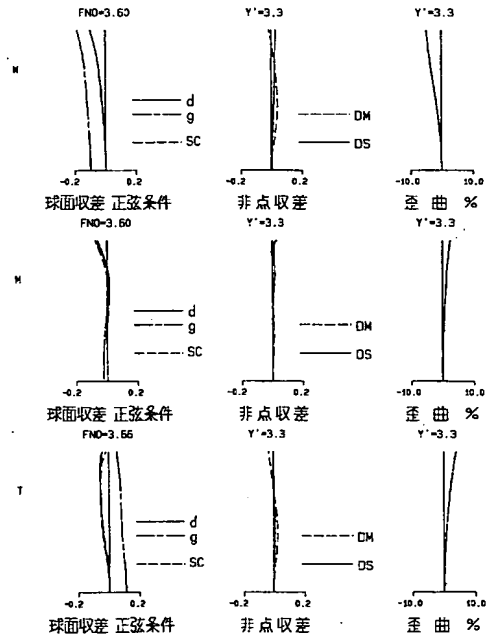 FNO=3.60 Y'=3.3 Y'=3.3
W
d
g
SC
DM
DS
-0.2 0.2 -0.2 0.2 -10.0 10.0
球面収差 正弦条件 非点収差 歪曲 %
FNO=3.60 Y'=3.3 Y'=3.3
M
d
g
SC
DM
DS
-0.2 0.2 -0.2 0.2 -10.0 10.0
球面収差 正弦条件 非点収差 歪曲 %
FNO=3.66 Y'=3.3 Y'=3.3
T
d
g
SC
DM
DS
-0.2 0.2 -0.2 0.2 -10.0 10.0
球面収差 正弦条件 非点収差 歪曲 %